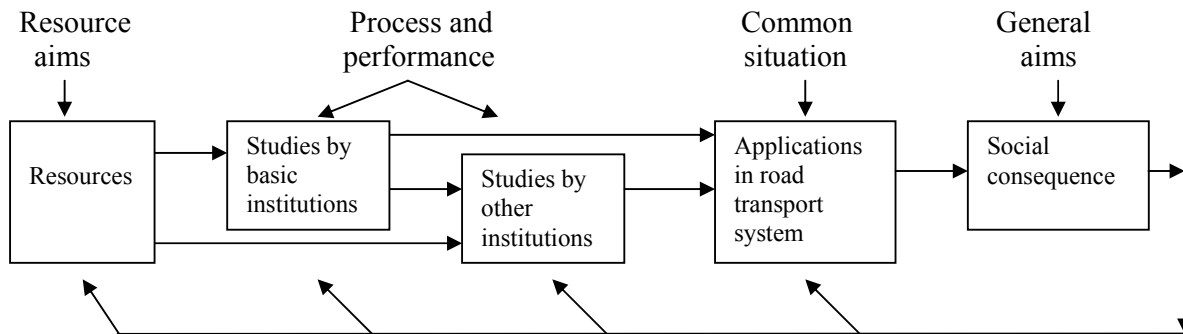 Resource
aims
Process and
performance
Common
situation
General
aims
Resources
Studies by
basic
institutions
Studies by
other
institutions
Applications
in road
transport
system
Social
consequence